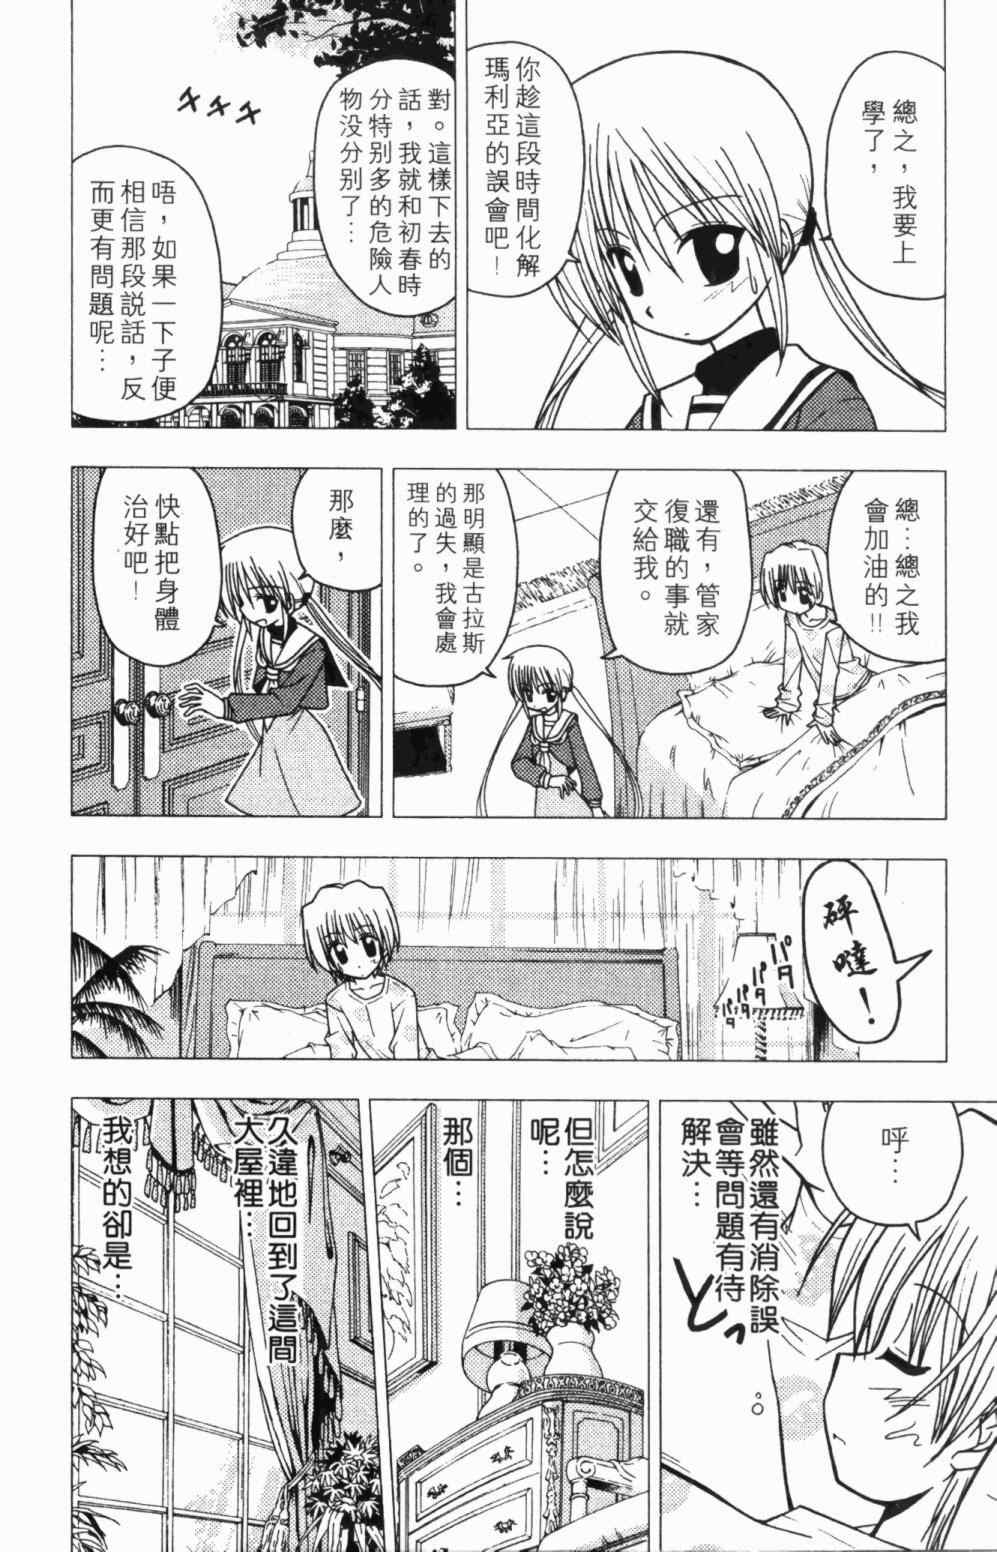 總之，我要上
學了，
你趁這段時間化解
瑪利亞的誤會吧！
對。這樣下去的
話，我就和初春時
分特別多的危險人
物沒分別了…
唔，如果一下子便
相信那段說話，反
而更有問題呢…
總…總之我
會加油的!!
還有，管家
復職的事就
交給我。
那明顯是古拉斯
的過失，我會處
理的了。
那麼，
快點把身體
治好吧！
砰噠！
パタ
パタ
パタ
パタ
呼…
雖然還有消除誤
會等問題有待
解決…
但怎麼說
呢…
那個…
久違地回到了這間
大屋裡…
我想的卻是…